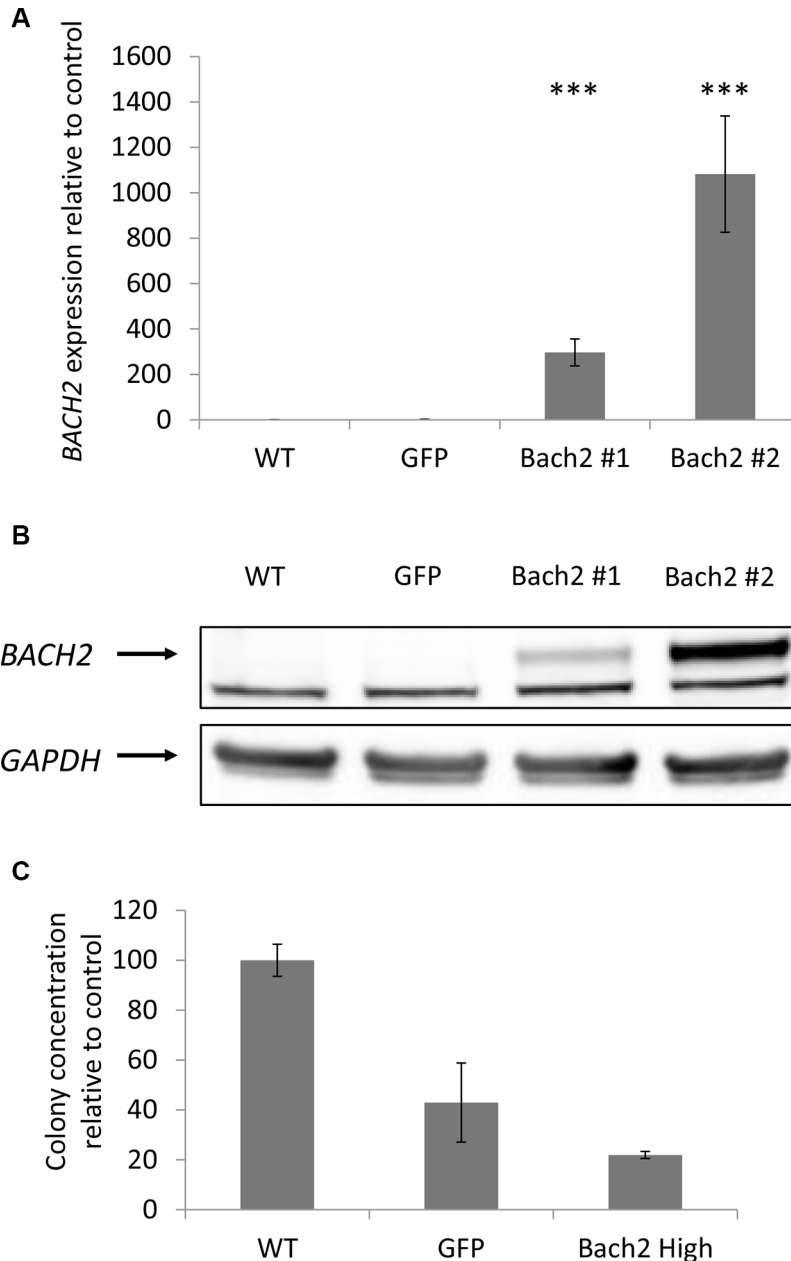 A
BACH2 expression relative to control
1600
1400
1200
1000
800
600
400
200
0
***
***
WT
GFP
Bach2 #1
Bach2 #2
B
WT
GFP
Bach2 #1
Bach2 #2
BACH2
GAPDH
C
Colony concentration
relative to control
120
100
80
60
40
20
0
WT
GFP
Bach2 High